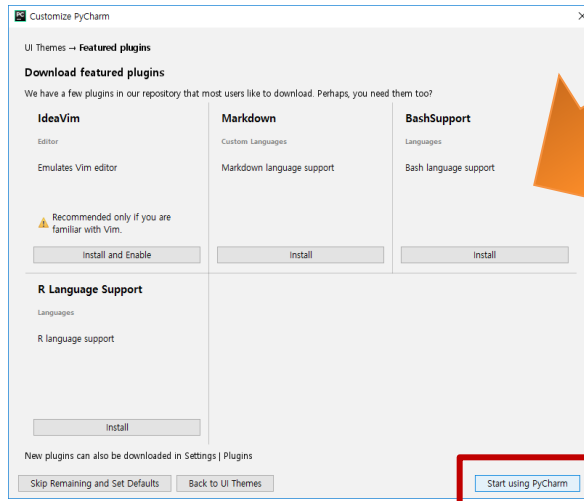 PC Customize PyCharm
UI Themes → Featured plugins
Download featured plugins
We have a few plugins in our repository that most users like to download. Perhaps, you need them too?
IdeaVim
Editor
Emulates Vim editor
Recommended only if you are
familiar with Vim.
Install and Enable
Markdown
Custom Languages
Markdown language support
Install
BashSupport
Languages
Bash language support
Install
R Language Support
Languages
R language support
Install
New plugins can also be downloaded in Settings | Plugins
Skip Remaining and Set Defaults
Back to UI Themes
Start using PyCharm